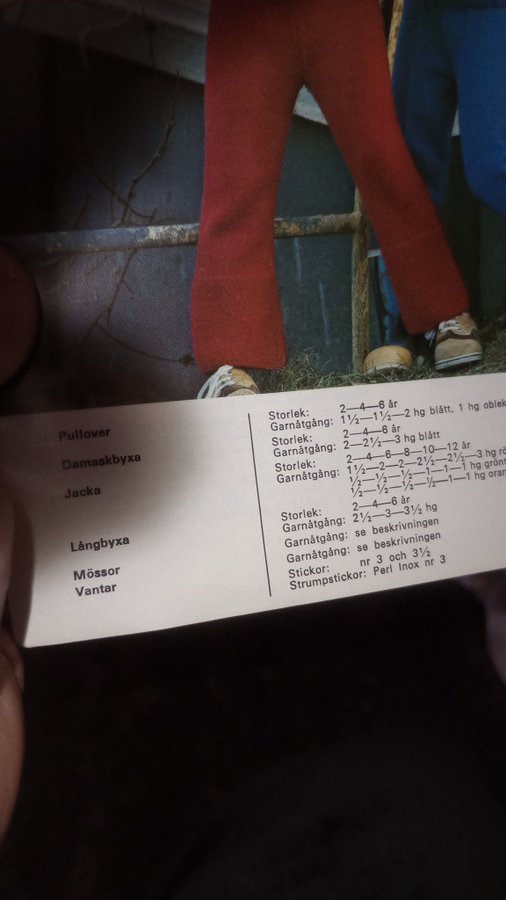 Pullover
Storlek: 2—4—6 år
Garnåtgång: 1½—1½—2 hg blått, 1 hg oblek
Damaskbyxa
Storlek: 2—4—6 år
Garnåtgång: 2—2½—3 hg blått
Jacka
Storlek: 2—4—6—8—10—12 år
Garnåtgång: 1½—2—2—2½—2½—3 hg rö
½—½—½—1—1—1 hg grönt
½—½—½—½—1—1 hg oran
Långbyxa
Storlek: 2—4—6 år
Garnåtgång: 2½—3—3½ hg
Mössor
Garnåtgång: se beskrivningen
Vantar
Garnåtgång: se beskrivningen
Stickor: nr 3 och 3½
Strumpstickor: Perl Inox nr 3